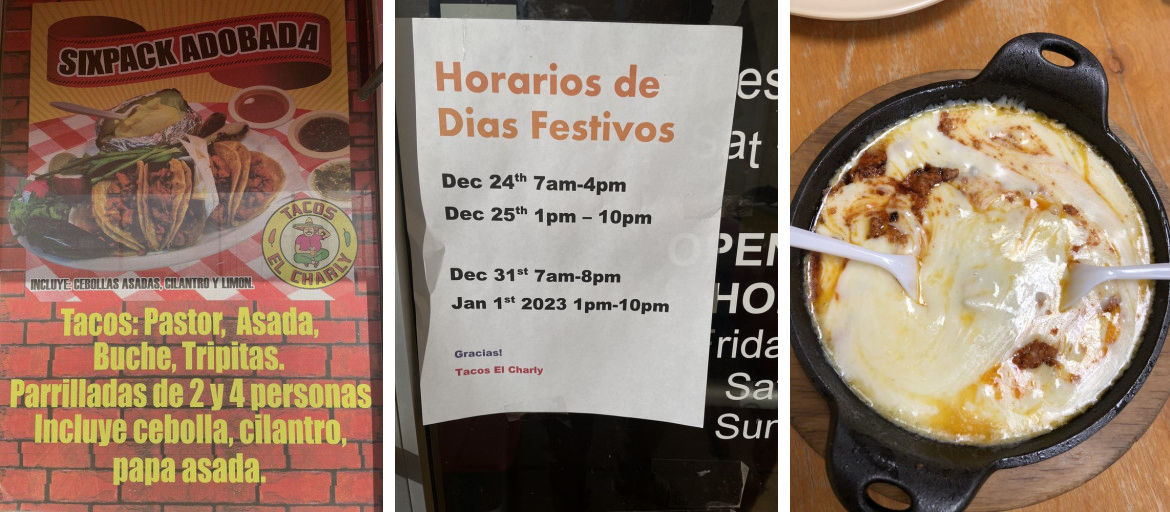 SIXPACK ADOBADA
TACOS
EL CHARLY
INCLUYE: CEBOLLAS ASADAS, CILANTRO Y LIMON.
Tacos: Pastor, Asada,
Buche, Tripitas.
Parrilladas de 2 y 4 personas
Incluye cebolla, cilantro,
papa asada.
Horarios de
Dias Festivos
Dec 24th 7am-4pm
Dec 25th 1pm – 10pm
Dec 31st 7am-8pm
Jan 1st 2023 1pm-10pm
Gracias!
Tacos El Charly
es
at
OPEN
HO
Frida
Sa
Sun